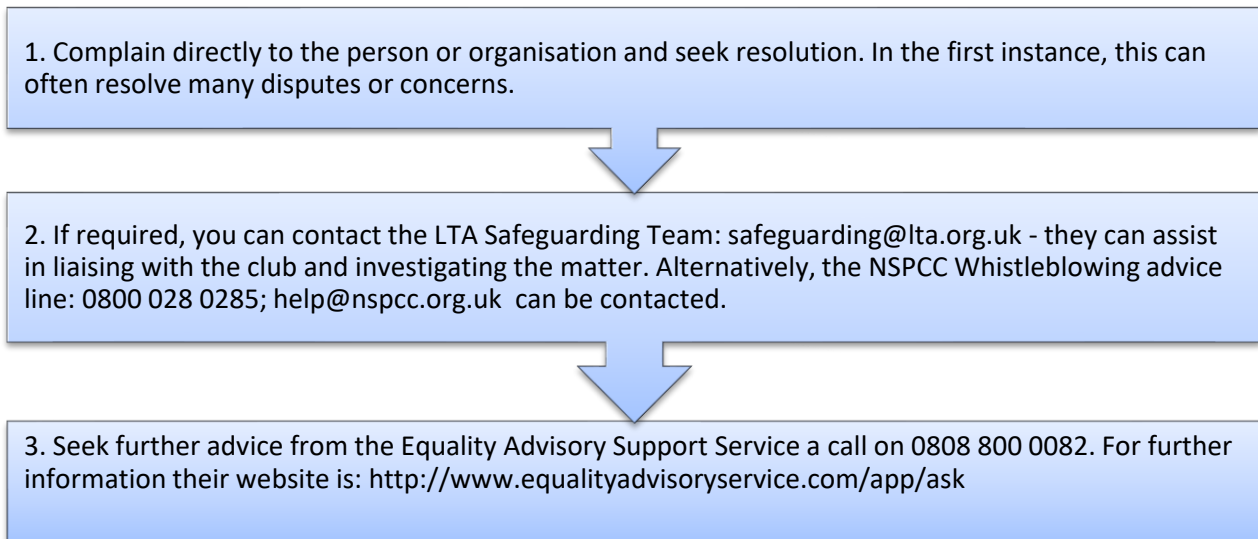 1. Complain directly to the person or organisation and seek resolution. In the first instance, this can
often resolve many disputes or concerns.
2. If required, you can contact the LTA Safeguarding Team: safeguarding@lta.org.uk - they can assist
in liaising with the club and investigating the matter. Alternatively, the NSPCC Whistleblowing advice
line: 0800 028 0285; help@nspcc.org.uk  can be contacted.
3. Seek further advice from the Equality Advisory Support Service a call on 0808 800 0082. For further
information their website is: http://www.equalityadvisoryservice.com/app/ask